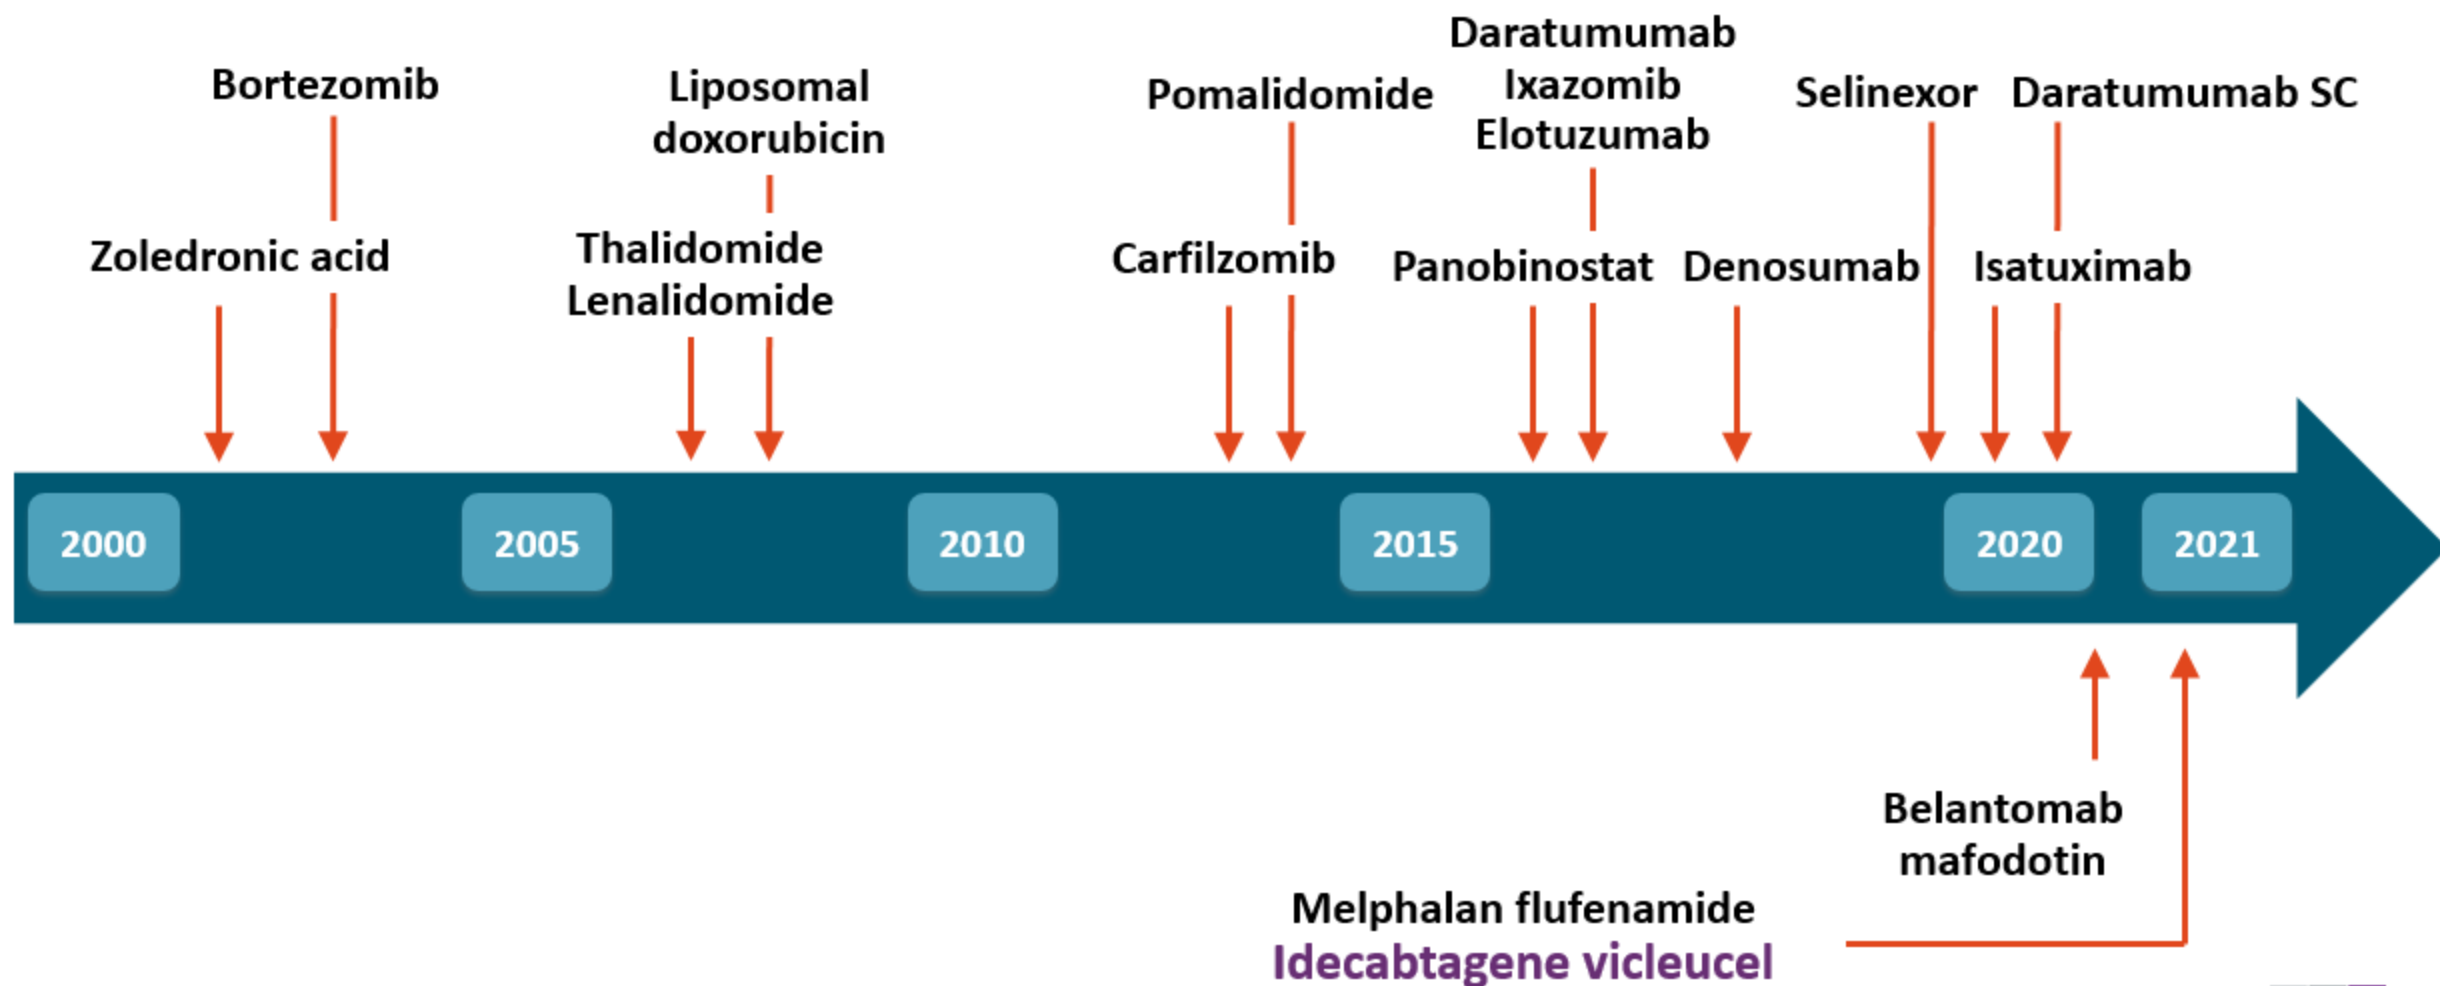 Bortezomib
Zoledronic acid
Liposomal
doxorubicin
Thalidomide
Lenalidomide
Pomalidomide
Carfilzomib
Daratumumab
Ixazomib
Elotuzumab
Panobinostat
Denosumab
Selinexor
Daratumumab SC
Isatuximab
2000
2005
2010
2015
2020
2021
Belantomab
mafodotin
Melphalan flufenamide
Idecabtagene vicleucel